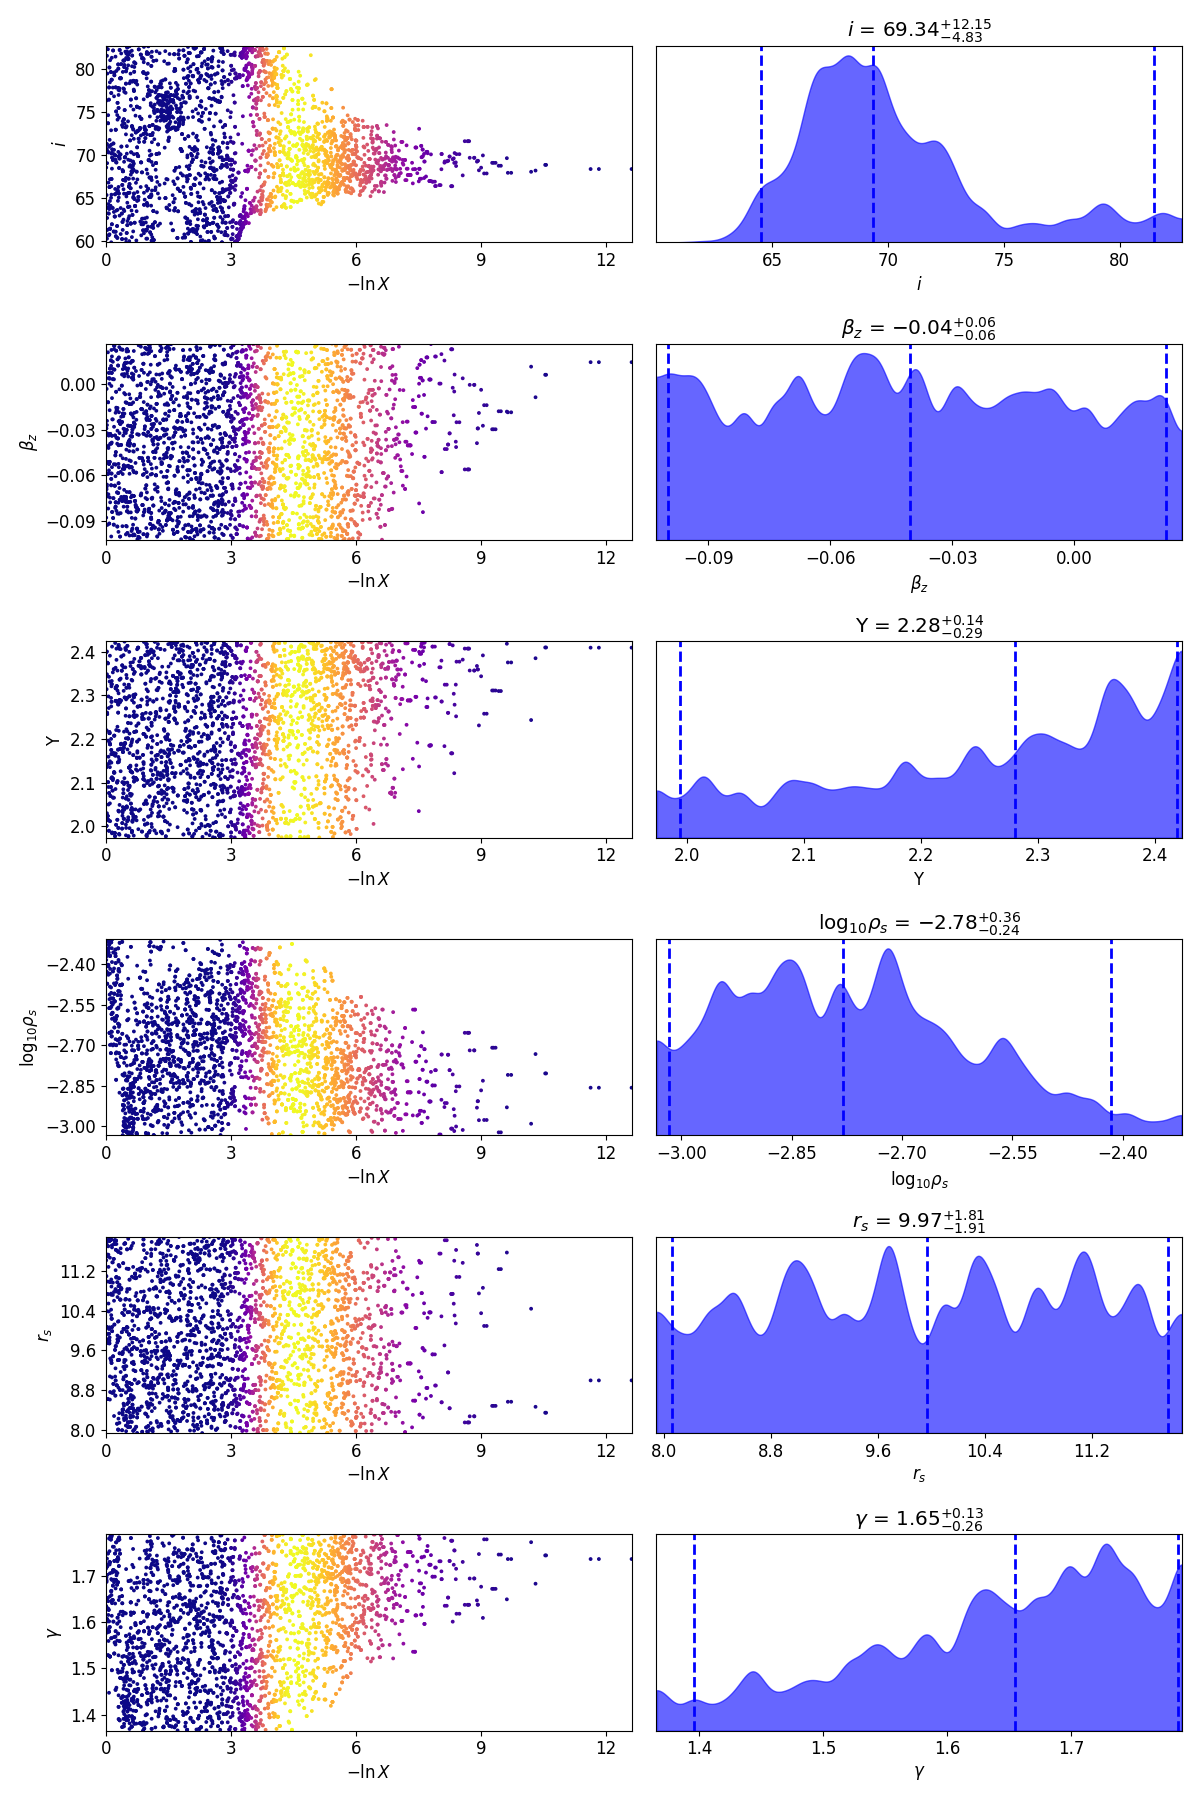 i = 69.34 +12.15 −4.83
80
75
70
65
60
i
0 3 6 9 12
−ln X
65 70 75 80
i
β_z = −0.04 +0.06 −0.06
0.00
−0.03
−0.06
−0.09
β_z
0 3 6 9 12
−ln X
−0.09 −0.06 −0.03 0.00
β_z
Y = 2.28 +0.14 −0.29
2.4
2.3
2.2
2.1
2.0
Y
0 3 6 9 12
−ln X
2.0 2.1 2.2 2.3 2.4
Y
log₁₀ρ_s = −2.78 +0.36 −0.24
−2.40
−2.55
−2.70
−2.85
−3.00
log₁₀ρ_s
0 3 6 9 12
−ln X
−3.00 −2.85 −2.70 −2.55 −2.40
log₁₀ρ_s
r_s = 9.97 +1.81 −1.91
11.2
10.4
9.6
8.8
8.0
r_s
0 3 6 9 12
−ln X
8.0 8.8 9.6 10.4 11.2
r_s
γ = 1.65 +0.13 −0.26
1.7
1.6
1.5
1.4
γ
0 3 6 9 12
−ln X
1.4 1.5 1.6 1.7
γ